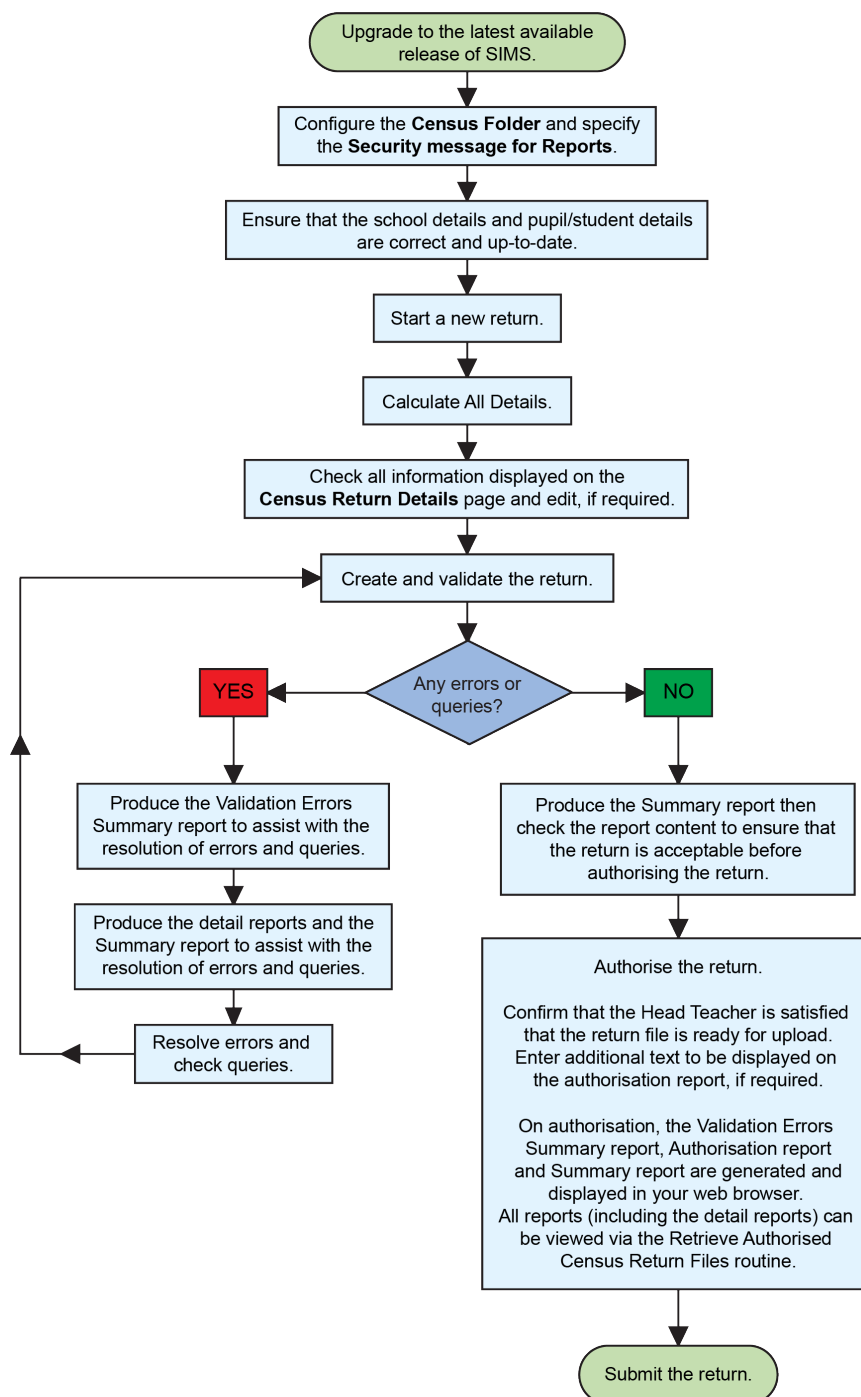 Upgrade to the latest available
release of SIMS.
Configure the Census Folder and specify
the Security message for Reports.
Ensure that the school details and pupil/student details
are correct and up-to-date.
Start a new return.
Calculate All Details.
Check all information displayed on the
Census Return Details page and edit, if required.
Create and validate the return.
Any errors or
queries?
YES
NO
Produce the Validation Errors
Summary report to assist with the
resolution of errors and queries.
Produce the detail reports and the
Summary report to assist with the
resolution of errors and queries.
Resolve errors and
check queries.
Produce the Summary report then
check the report content to ensure that
the return is acceptable before
authorising the return.
Authorise the return.
Confirm that the Head Teacher is satisfied
that the return file is ready for upload.
Enter additional text to be displayed on
the authorisation report, if required.
On authorisation, the Validation Errors
Summary report, Authorisation report
and Summary report are generated and
displayed in your web browser.
All reports (including the detail reports) can
be viewed via the Retrieve Authorised
Census Return Files routine.
Submit the return.